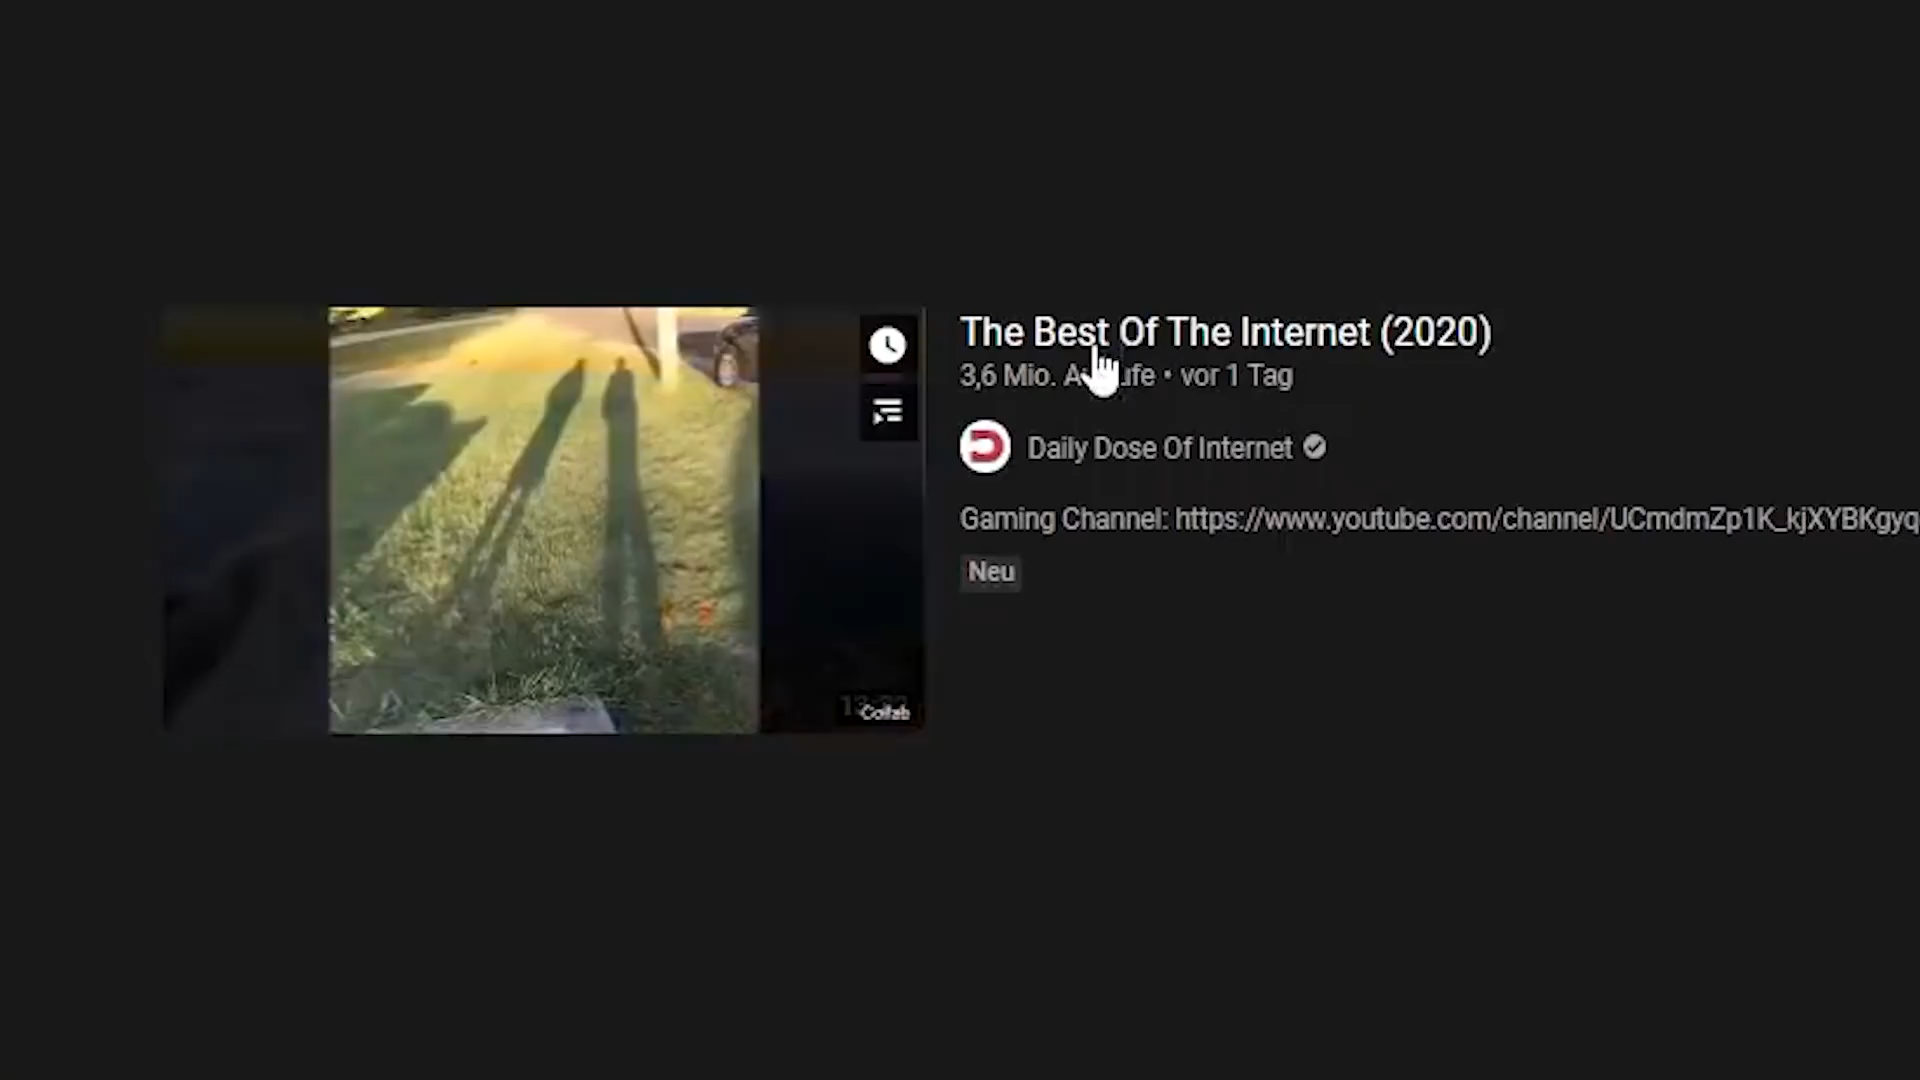 The Best Of The Internet (2020)
3,6 Mio. • vor 1 Tag
Daily Dose Of Internet
Gaming Channel: https://www.youtube.com/channel/UCmdmZp1K_kjXYBKgyq
Neu
Collab